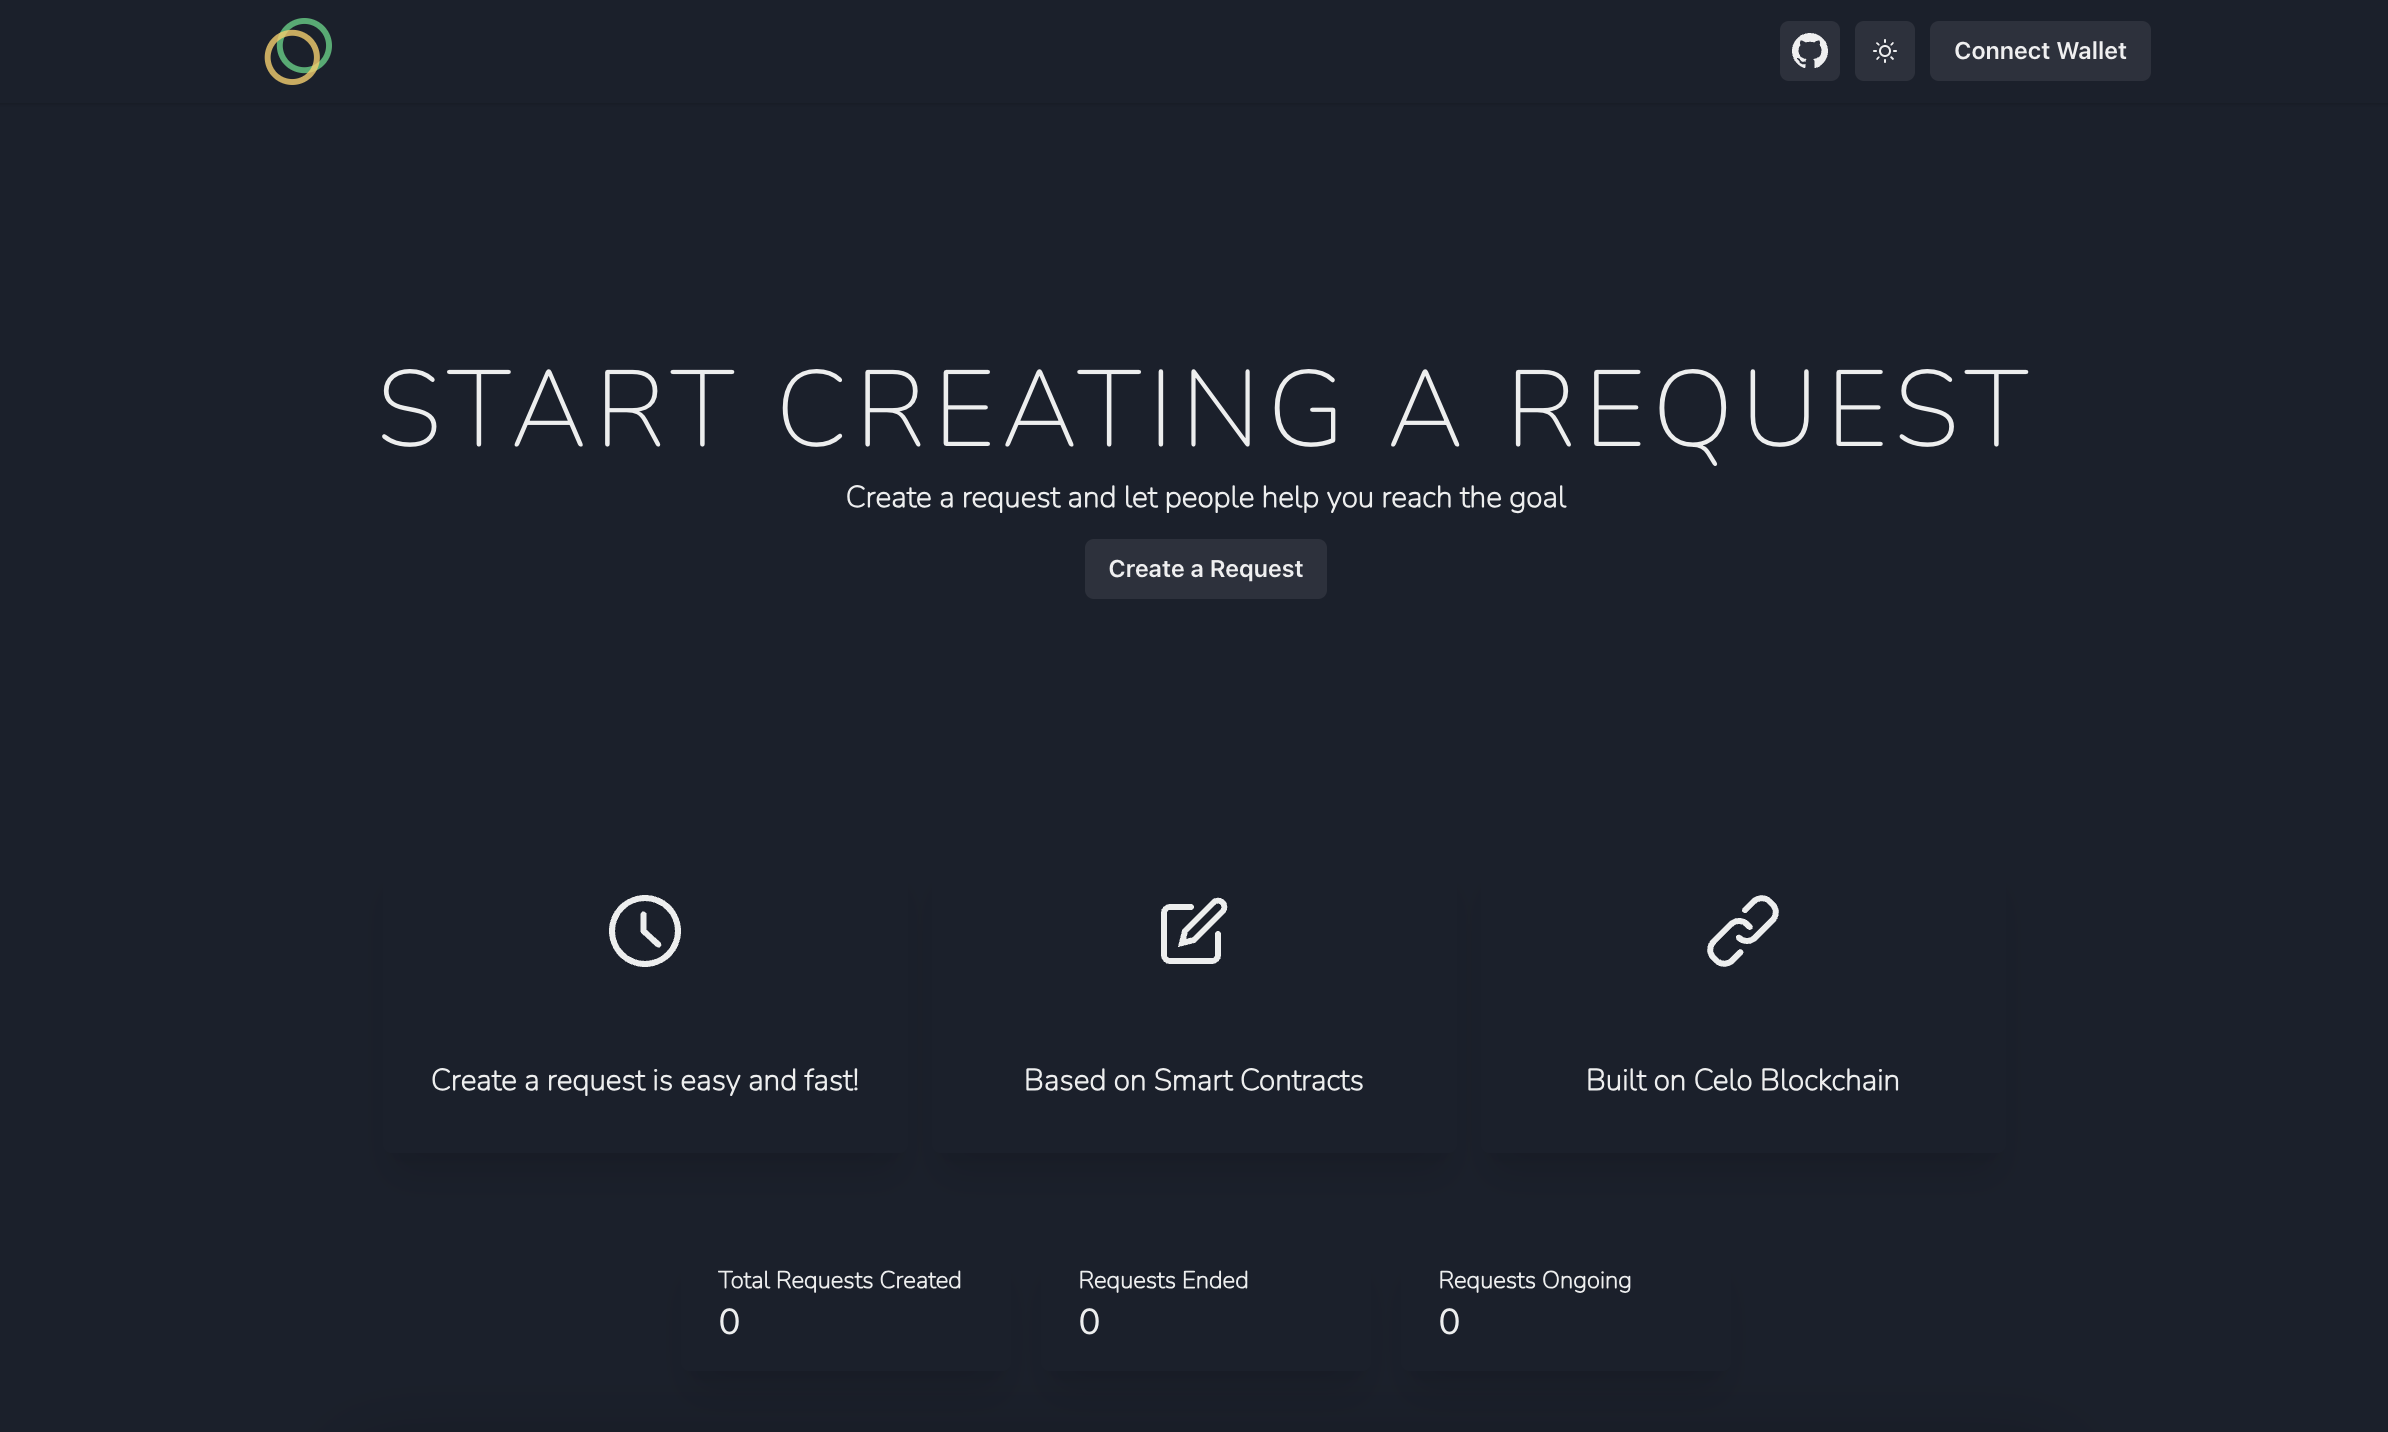 Connect Wallet
START CREATING A REQUEST
Create a request and let people help you reach the goal
Create a Request
Create a request is easy and fast!
Based on Smart Contracts
Built on Celo Blockchain
Total Requests Created
0
Requests Ended
0
Requests Ongoing
0